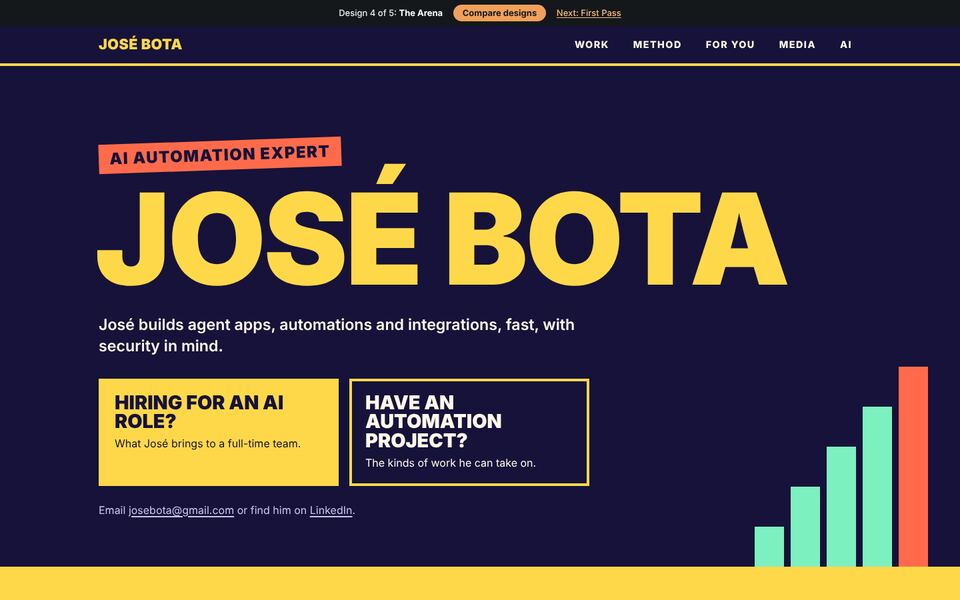 Design 4 of 5: The Arena
Compare designs
Next: First Pass
JOSÉ BOTA
WORK
METHOD
FOR YOU
MEDIA
AI
AI AUTOMATION EXPERT
JOSÉ BOTA
José builds agent apps, automations and integrations, fast, with
security in mind.
HIRING FOR AN AI
ROLE?
What José brings to a full-time team.
HAVE AN
AUTOMATION
PROJECT?
The kinds of work he can take on.
Email josebota@gmail.com or find him on LinkedIn.